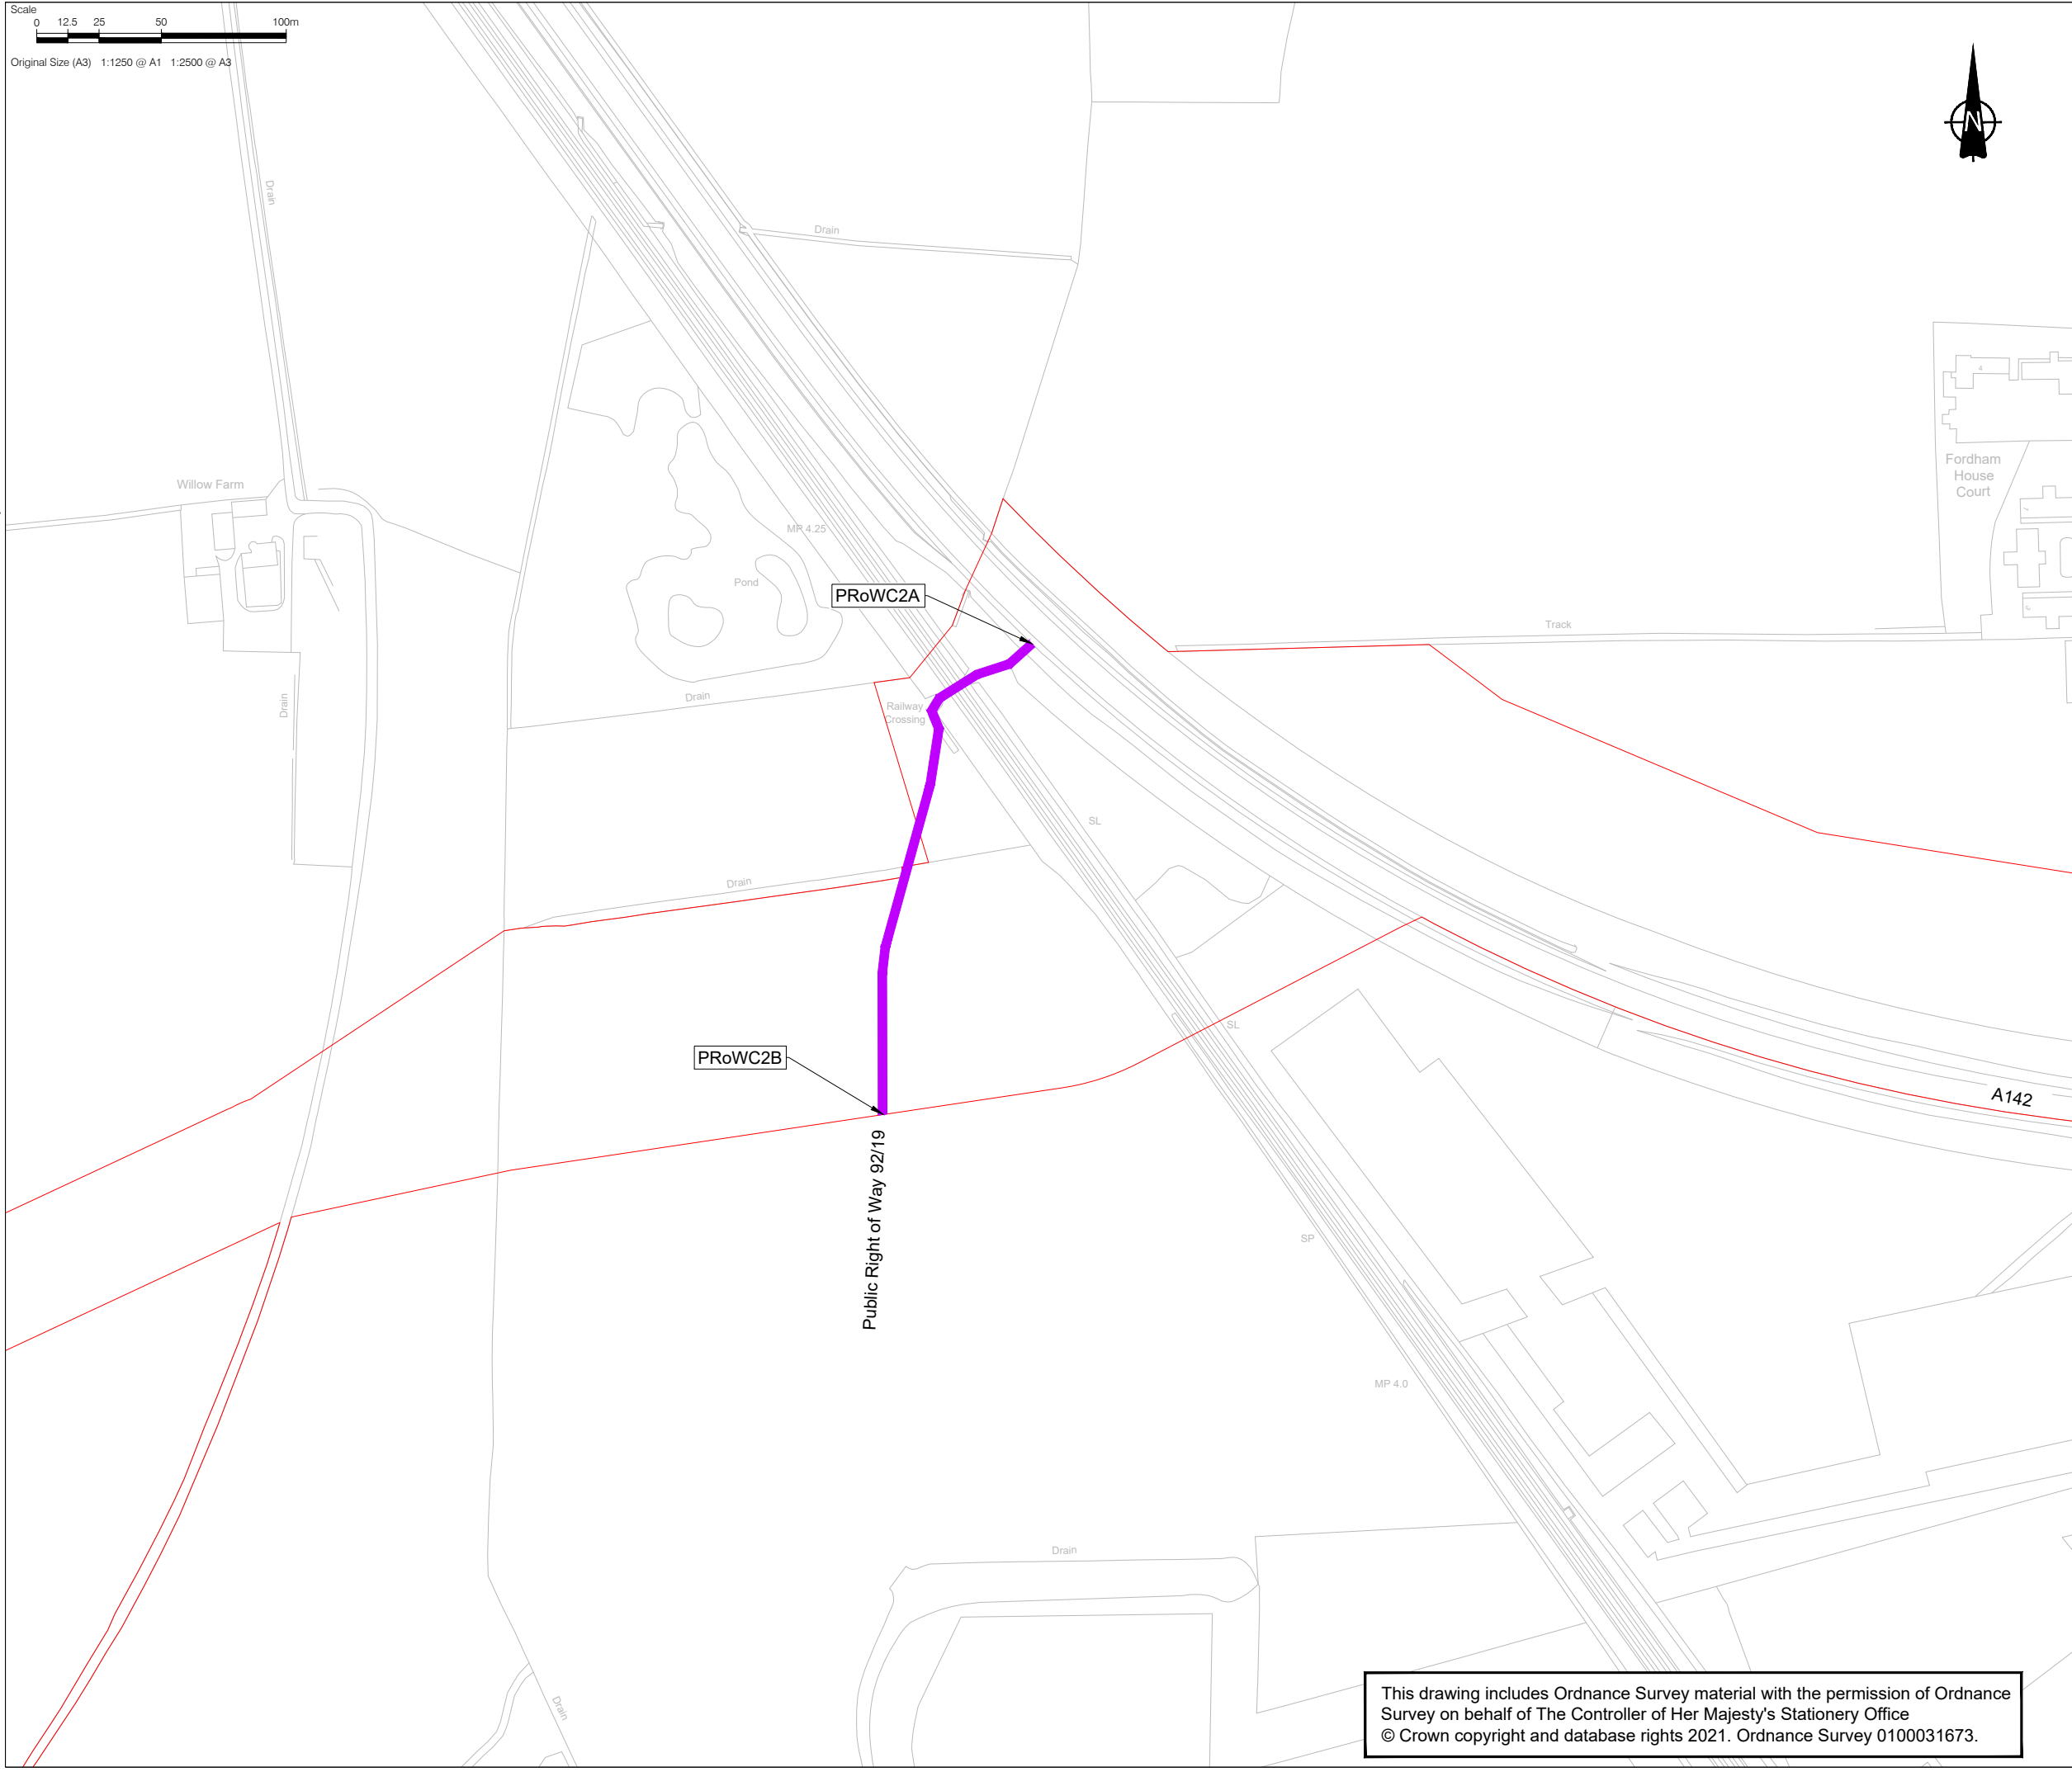 Scale
0 12.5 25 50 100m
Original Size (A3) 1:1250 @ A1 1:2500 @ A3
N
Drain
Drain
4
Fordham
House
Court
Willow Farm
MP 4.25
Pond
PRoWC2A
Track
Drain
Drain
Railway
Crossing
SL
Drain
SL
PRoWC2B
A142
Public Right of Way 92/19
SP
MP 4.0
Drain
Drain
This drawing includes Ordnance Survey material with the permission of Ordnance
Survey on behalf of The Controller of Her Majesty's Stationery Office
© Crown copyright and database rights 2021. Ordnance Survey 0100031673.